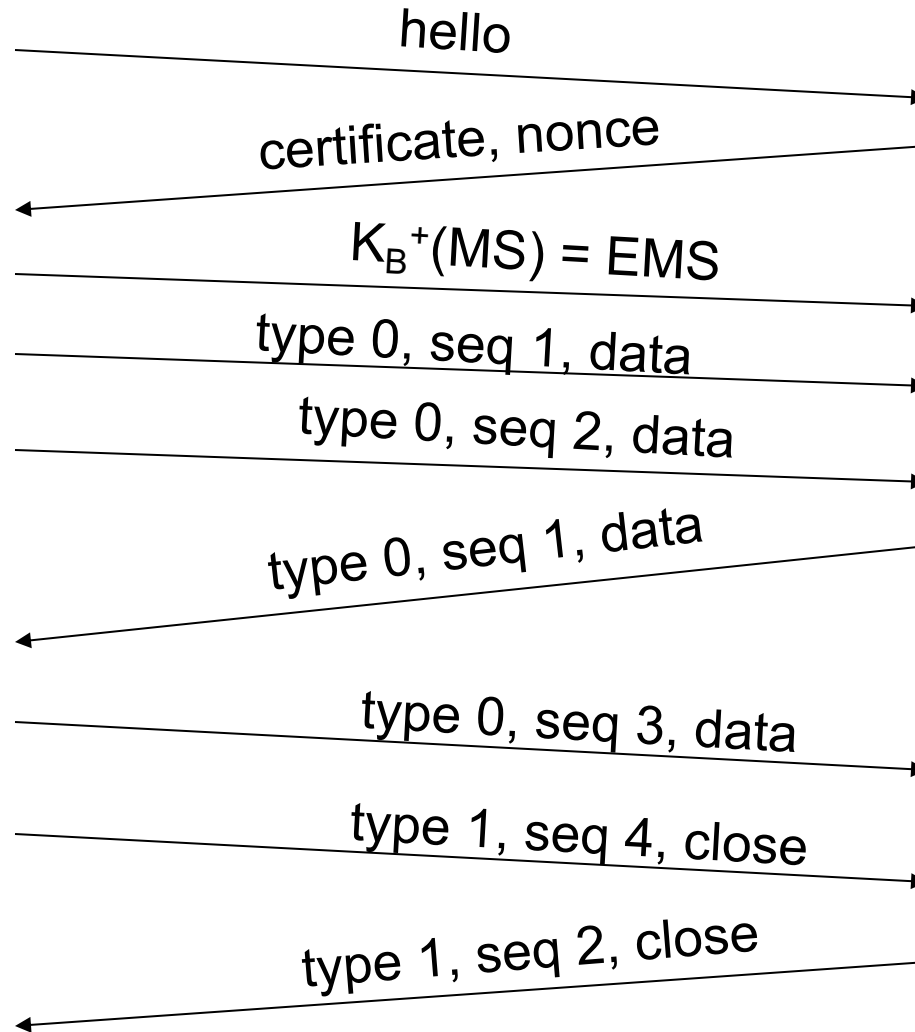 hello
certificate, nonce
K_B^+(MS) = EMS
type 0, seq 1, data
type 0, seq 2, data
type 0, seq 1, data
type 0, seq 3, data
type 1, seq 4, close
type 1, seq 2, close